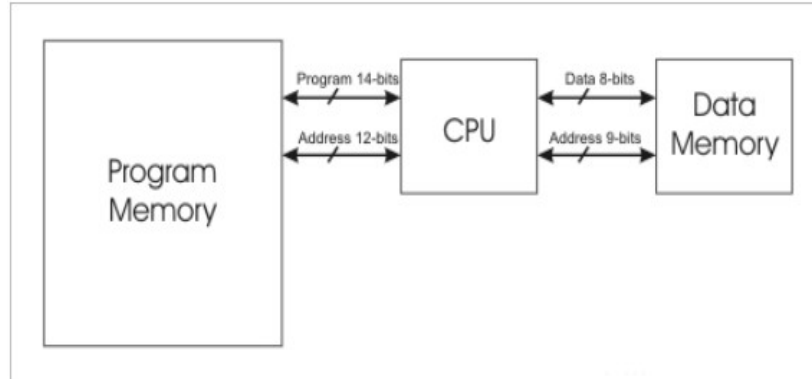 Program 14-bits
Address 12-bits
Program
Memory
CPU
Data 8-bits
Address 9-bits
Data
Memory